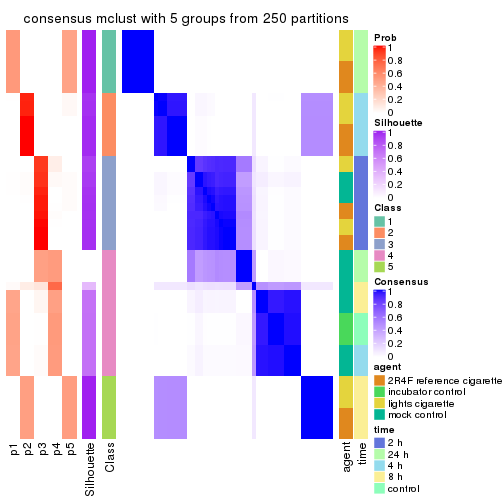 consensus mclust with 5 groups from 250 partitions
Prob
1
0.8
0.6
0.4
0.2
0
Silhouette
1
0.8
0.6
0.4
0.2
0
Class
1
2
3
4
5
Consensus
1
0.8
0.6
0.4
0.2
0
agent
2R4F reference cigarette
incubator control
lights cigarette
mock control
time
2 h
24 h
4 h
8 h
control
p1
p2
p3
p4
p5
Silhouette
Class
agent
time